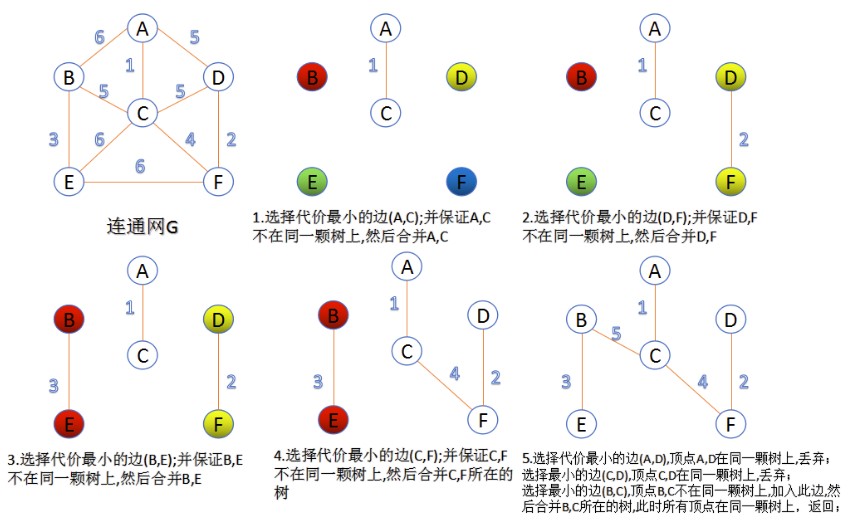 A
6
5
B
1
D
5
5
C
3
6
4
2
6
E
F
连通网G
A
B
1
D
C
E
F
1.选择代价最小的边(A,C);并保证A,C
不在同一颗树上,然后合并A,C
A
B
1
D
C
2
E
F
2.选择代价最小的边(D,F);并保证D,F
不在同一颗树上,然后合并D,F
A
B
1
D
C
3
2
E
F
3.选择代价最小的边(B,E);并保证B,E
不在同一颗树上,然后合并B,E
A
1
B
D
C
3
4
2
E
F
4.选择代价最小的边(C,F);并保证C,F
不在同一颗树上,然后合并C,F所在的
树
A
1
B
D
5
C
3
4
2
E
F
5.选择代价最小的边(A,D),顶点A,D在同一颗树上,丢弃；
选择最小的边(C,D),顶点C,D在同一颗树上,丢弃；
选择最小的边(B,C),顶点B,C不在同一颗树上,加入此边,然
后合并B,C所在的树,此时所有顶点在同一颗树上，返回；